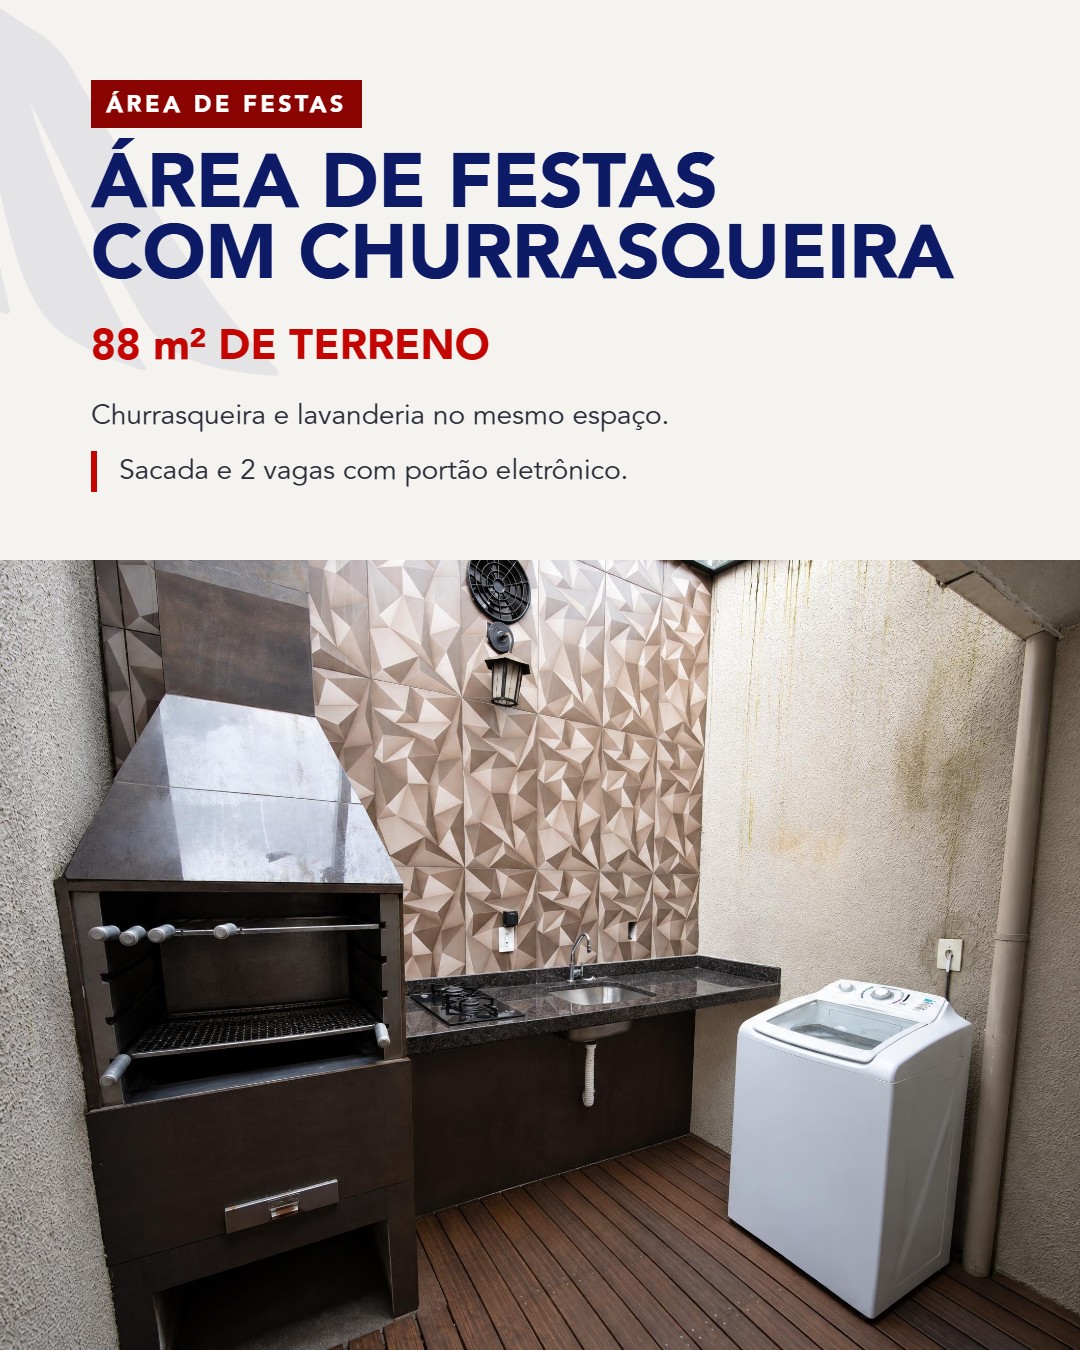 ÁREA DE FESTAS
ÁREA DE FESTAS
COM CHURRASQUEIRA
88 m² DE TERRENO
Churrasqueira e lavanderia no mesmo espaço.
Sacada e 2 vagas com portão eletrônico.